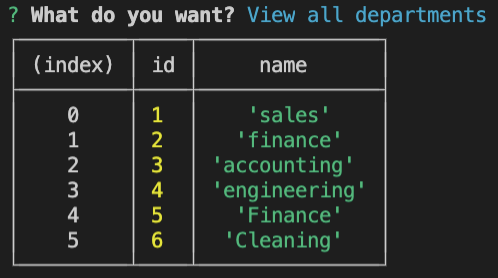 ? What do you want? View all departments
(index) id name
0 1 'sales'
1 2 'finance'
2 3 'accounting'
3 4 'engineering'
4 5 'Finance'
5 6 'Cleaning'